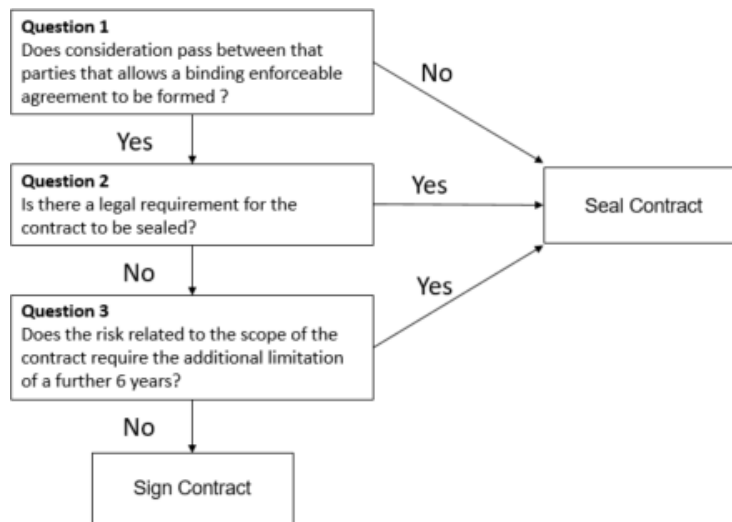 Question 1
Does consideration pass between that
parties that allows a binding enforceable
agreement to be formed ?
No
Yes
Question 2
Is there a legal requirement for the
contract to be sealed?
Yes
Seal Contract
No
Question 3
Does the risk related to the scope of the
contract require the additional limitation
of a further 6 years?
Yes
No
Sign Contract